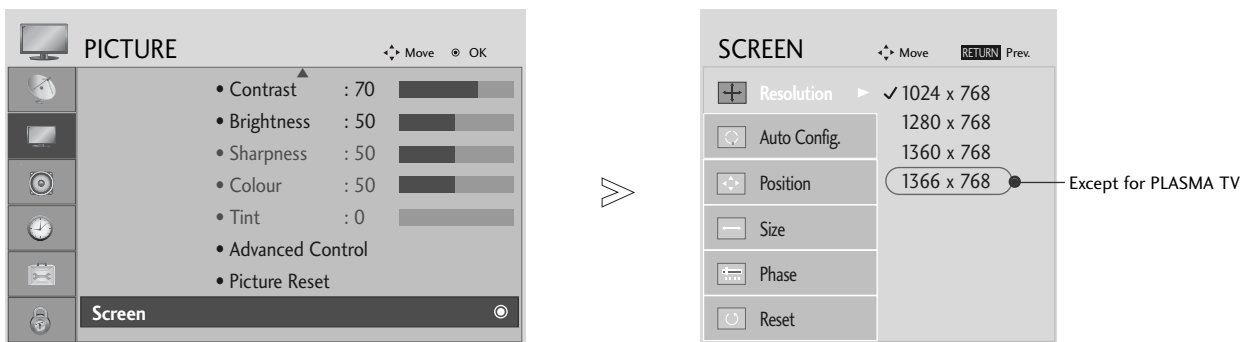 PICTURE
Move OK
• Contrast : 70
• Brightness : 50
• Sharpness : 50
• Colour : 50
• Tint : 0
• Advanced Control
• Picture Reset
Screen
SCREEN
Move RETURN Prev.
Resolution ► ✓ 1024 x 768
1280 x 768
Auto Config.
1360 x 768
Position
1366 x 768 Except for PLASMA TV
Size
Phase
Reset